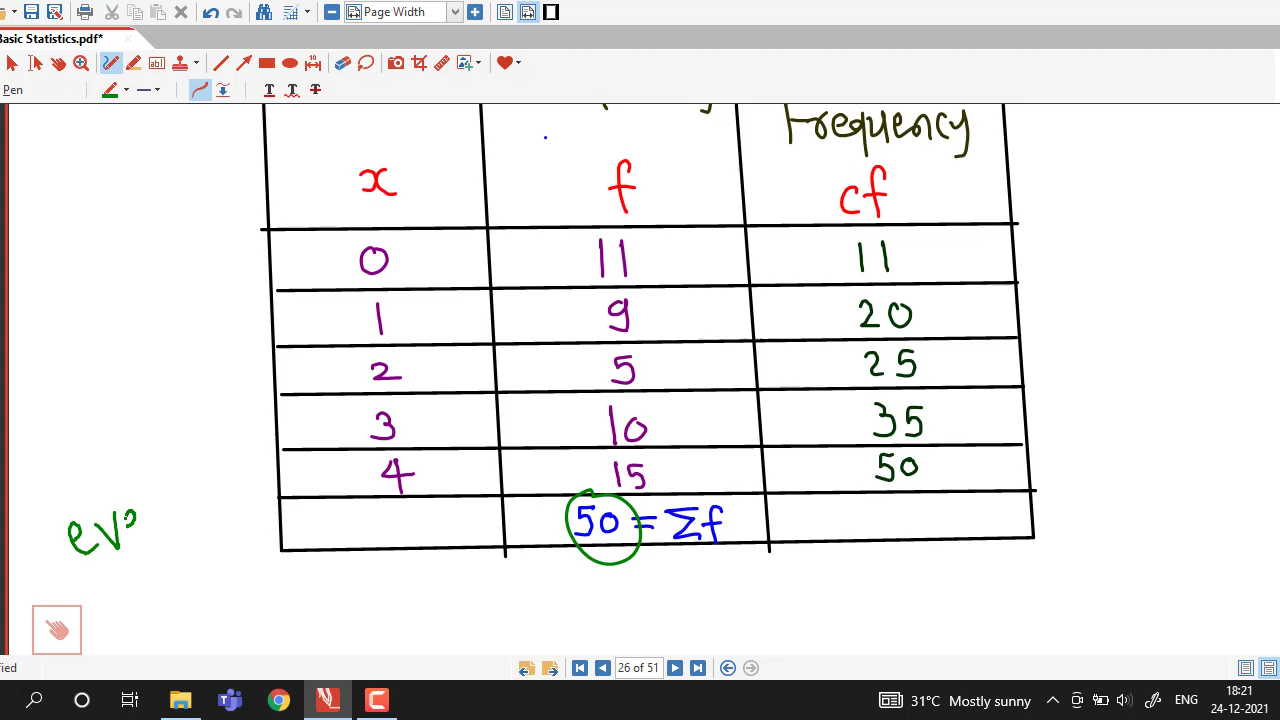 Page Width
Basic Statistics.pdf*
Pen
Frequency
x f cf
0 11 11
1 9 20
2 5 25
3 10 35
4 15 50
50 = Σf
26 of 51
31°C Mostly sunny
ENG
18:21
24-12-2021